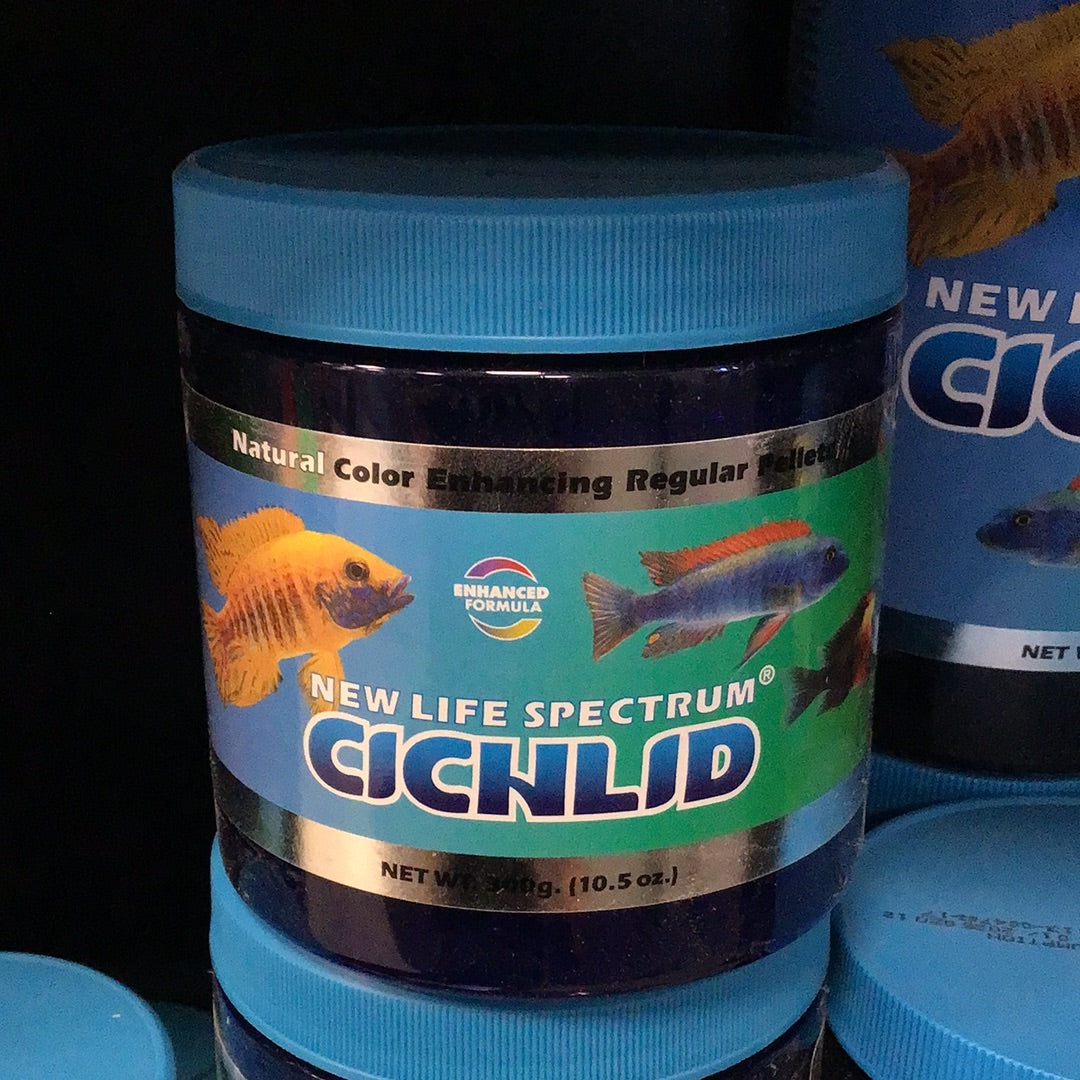 Natural Color Enhancing Regular Pellets
ENHANCED
FORMULA
NEW LIFE SPECTRUM®
CICHLID
NET WT. 300g. (10.5 oz.)
NEW
CIC
NET